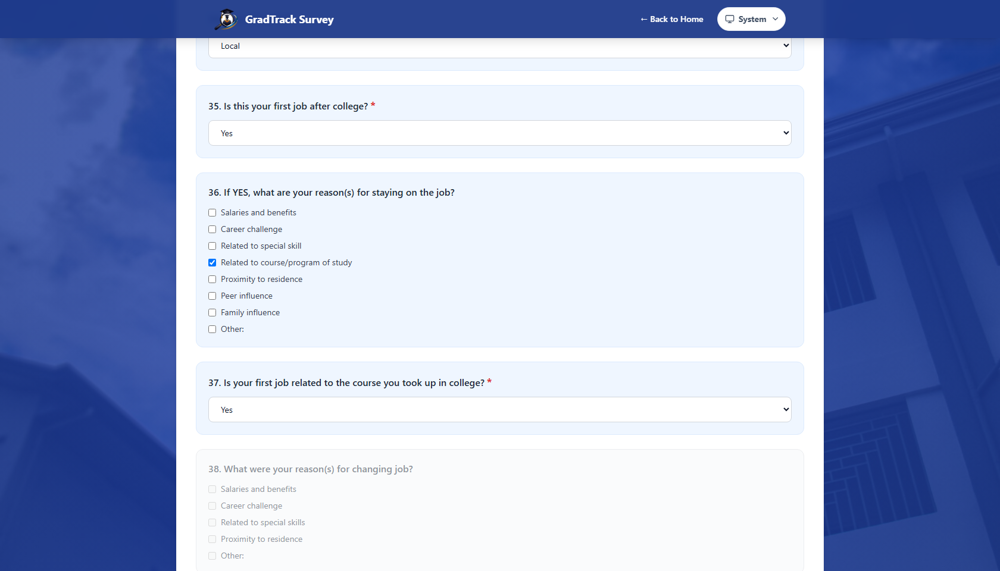 GradTrack Survey
← Back to Home
System
Local
35. Is this your first job after college? *
Yes
36. If YES, what are your reason(s) for staying on the job?
Salaries and benefits
Career challenge
Related to special skill
Related to course/program of study
Proximity to residence
Peer influence
Family influence
Other:
37. Is your first job related to the course you took up in college? *
Yes
38. What were your reason(s) for changing job?
Salaries and benefits
Career challenge
Related to special skills
Proximity to residence
Other: